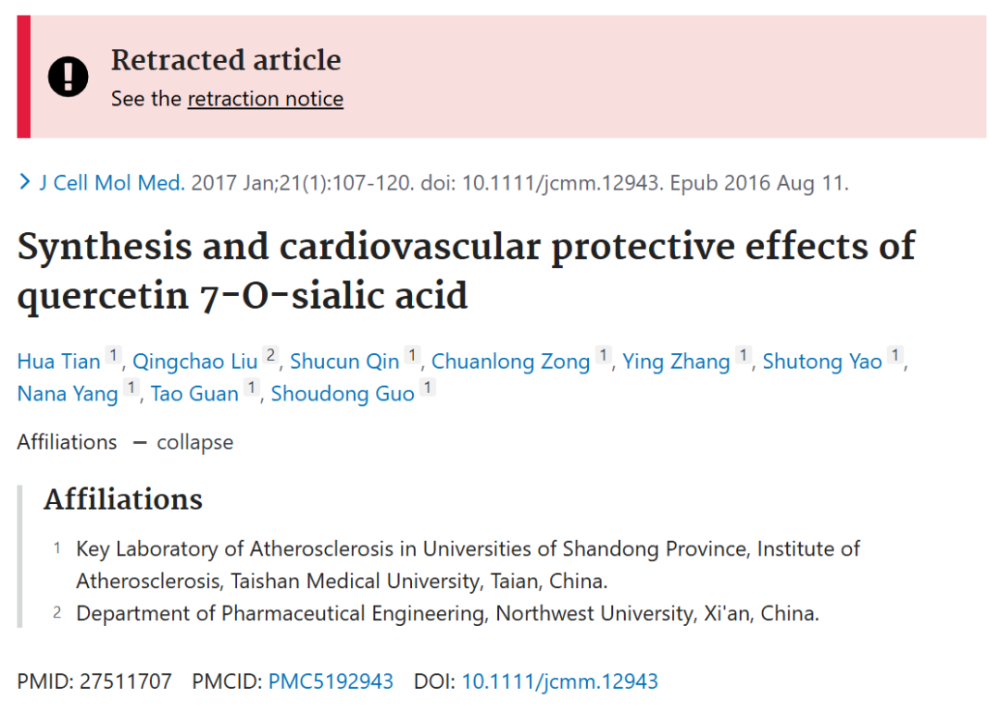 Retracted article
See the retraction notice
J Cell Mol Med. 2017 Jan;21(1):107-120. doi: 10.1111/jcmm.12943. Epub 2016 Aug 11.
Synthesis and cardiovascular protective effects of
quercetin 7-O-sialic acid
Hua Tian 1, Qingchao Liu 2, Shucun Qin 1, Chuanlong Zong 1, Ying Zhang 1, Shutong Yao 1,
Nana Yang 1, Tao Guan 1, Shoudong Guo 1
Affiliations − collapse
Affiliations
1 Key Laboratory of Atherosclerosis in Universities of Shandong Province, Institute of
Atherosclerosis, Taishan Medical University, Taian, China.
2 Department of Pharmaceutical Engineering, Northwest University, Xi'an, China.
PMID: 27511707 PMCID: PMC5192943 DOI: 10.1111/jcmm.12943